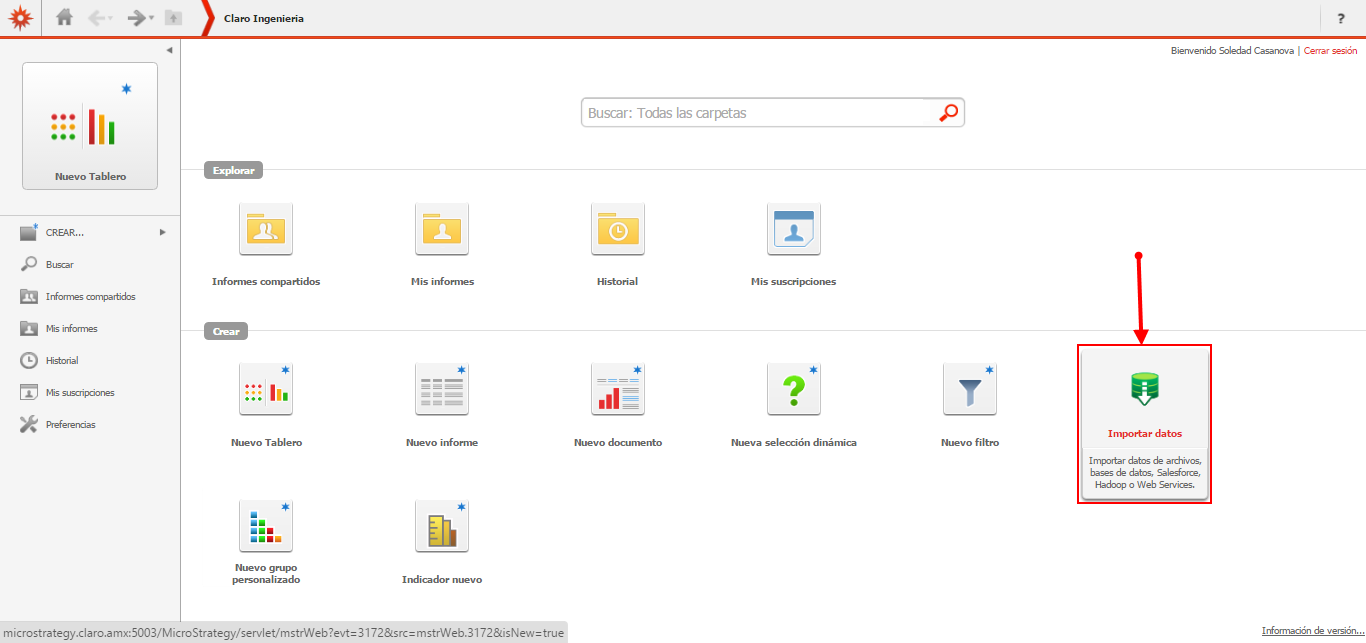 Claro Ingenieria
?
Bienvenido Soledad Casanova | Cerrar sesión
Nuevo Tablero
CREAR...
Buscar
Informes compartidos
Mis informes
Historial
Mis suscripciones
Preferencias
Buscar: Todas las carpetas
Explorar
Informes compartidos
Mis informes
Historial
Mis suscripciones
Crear
Nuevo Tablero
Nuevo informe
Nuevo documento
?
Nueva selección dinámica
Nuevo filtro
Importar datos
Importar datos de archivos,
bases de datos, Salesforce,
Hadoop o Web Services.
Nuevo grupo
personalizado
Indicador nuevo
microstrategy.claro.amx:5003/MicroStrategy/servlet/mstrWeb?evt=3172&src=mstrWeb.3172&isNew=true
Información de versión...